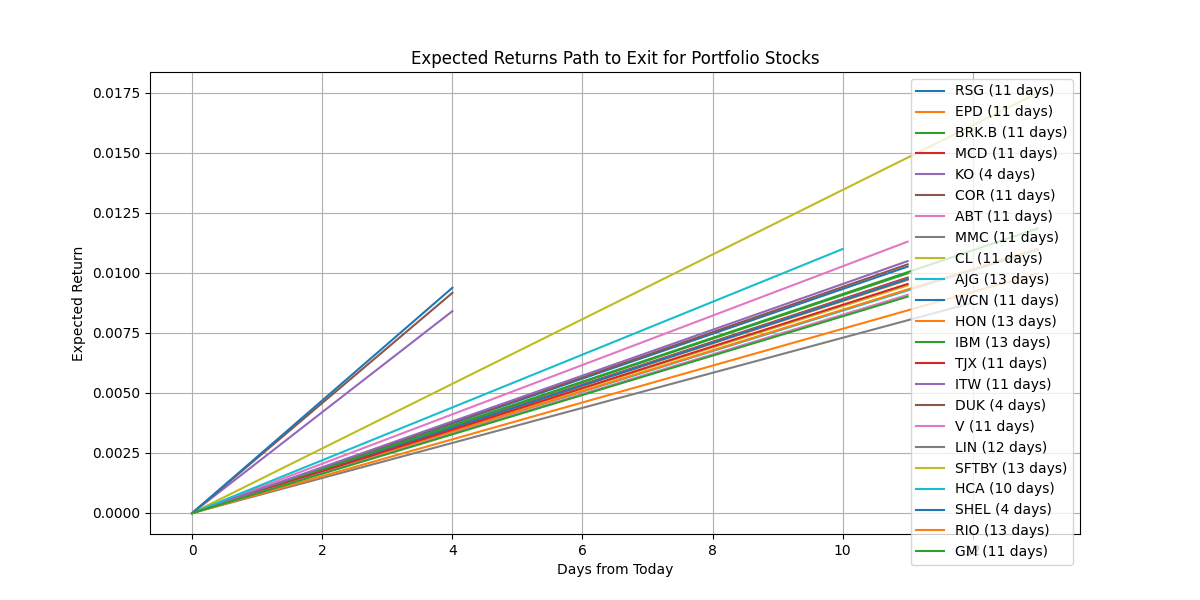 Expected Returns Path to Exit for Portfolio Stocks
Expected Return
0.0175
0.0150
0.0125
0.0100
0.0075
0.0050
0.0025
0.0000
RSG (11 days)
EPD (11 days)
BRK.B (11 days)
MCD (11 days)
KO (4 days)
COR (11 days)
ABT (11 days)
MMC (11 days)
CL (11 days)
AJG (13 days)
WCN (11 days)
HON (13 days)
IBM (13 days)
TJX (11 days)
ITW (11 days)
DUK (4 days)
V (11 days)
LIN (12 days)
SFTBY (13 days)
HCA (10 days)
SHEL (4 days)
RIO (13 days)
GM (11 days)
0 2 4 6 8 10
Days from Today